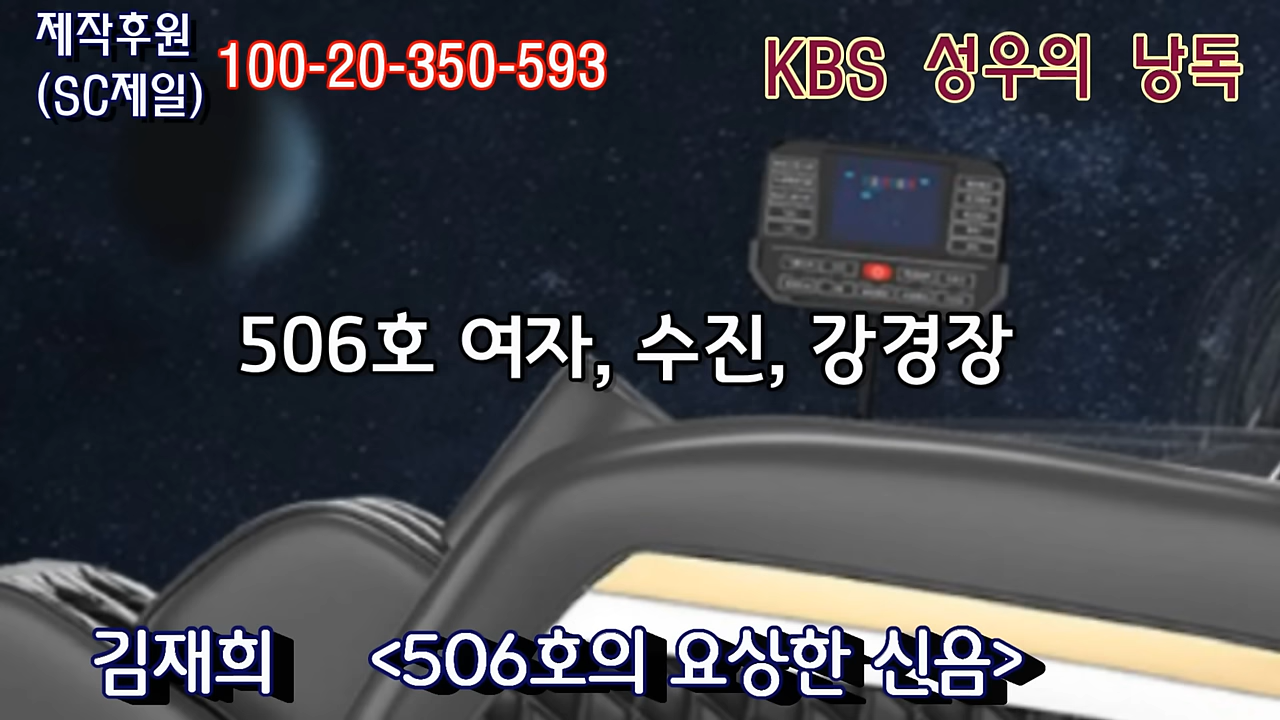 제작후원
(SC제일)
100-20-350-593
KBS 성우의 낭독
506호 여자, 수진, 강경장
김재희 <506호의 요상한 신음>